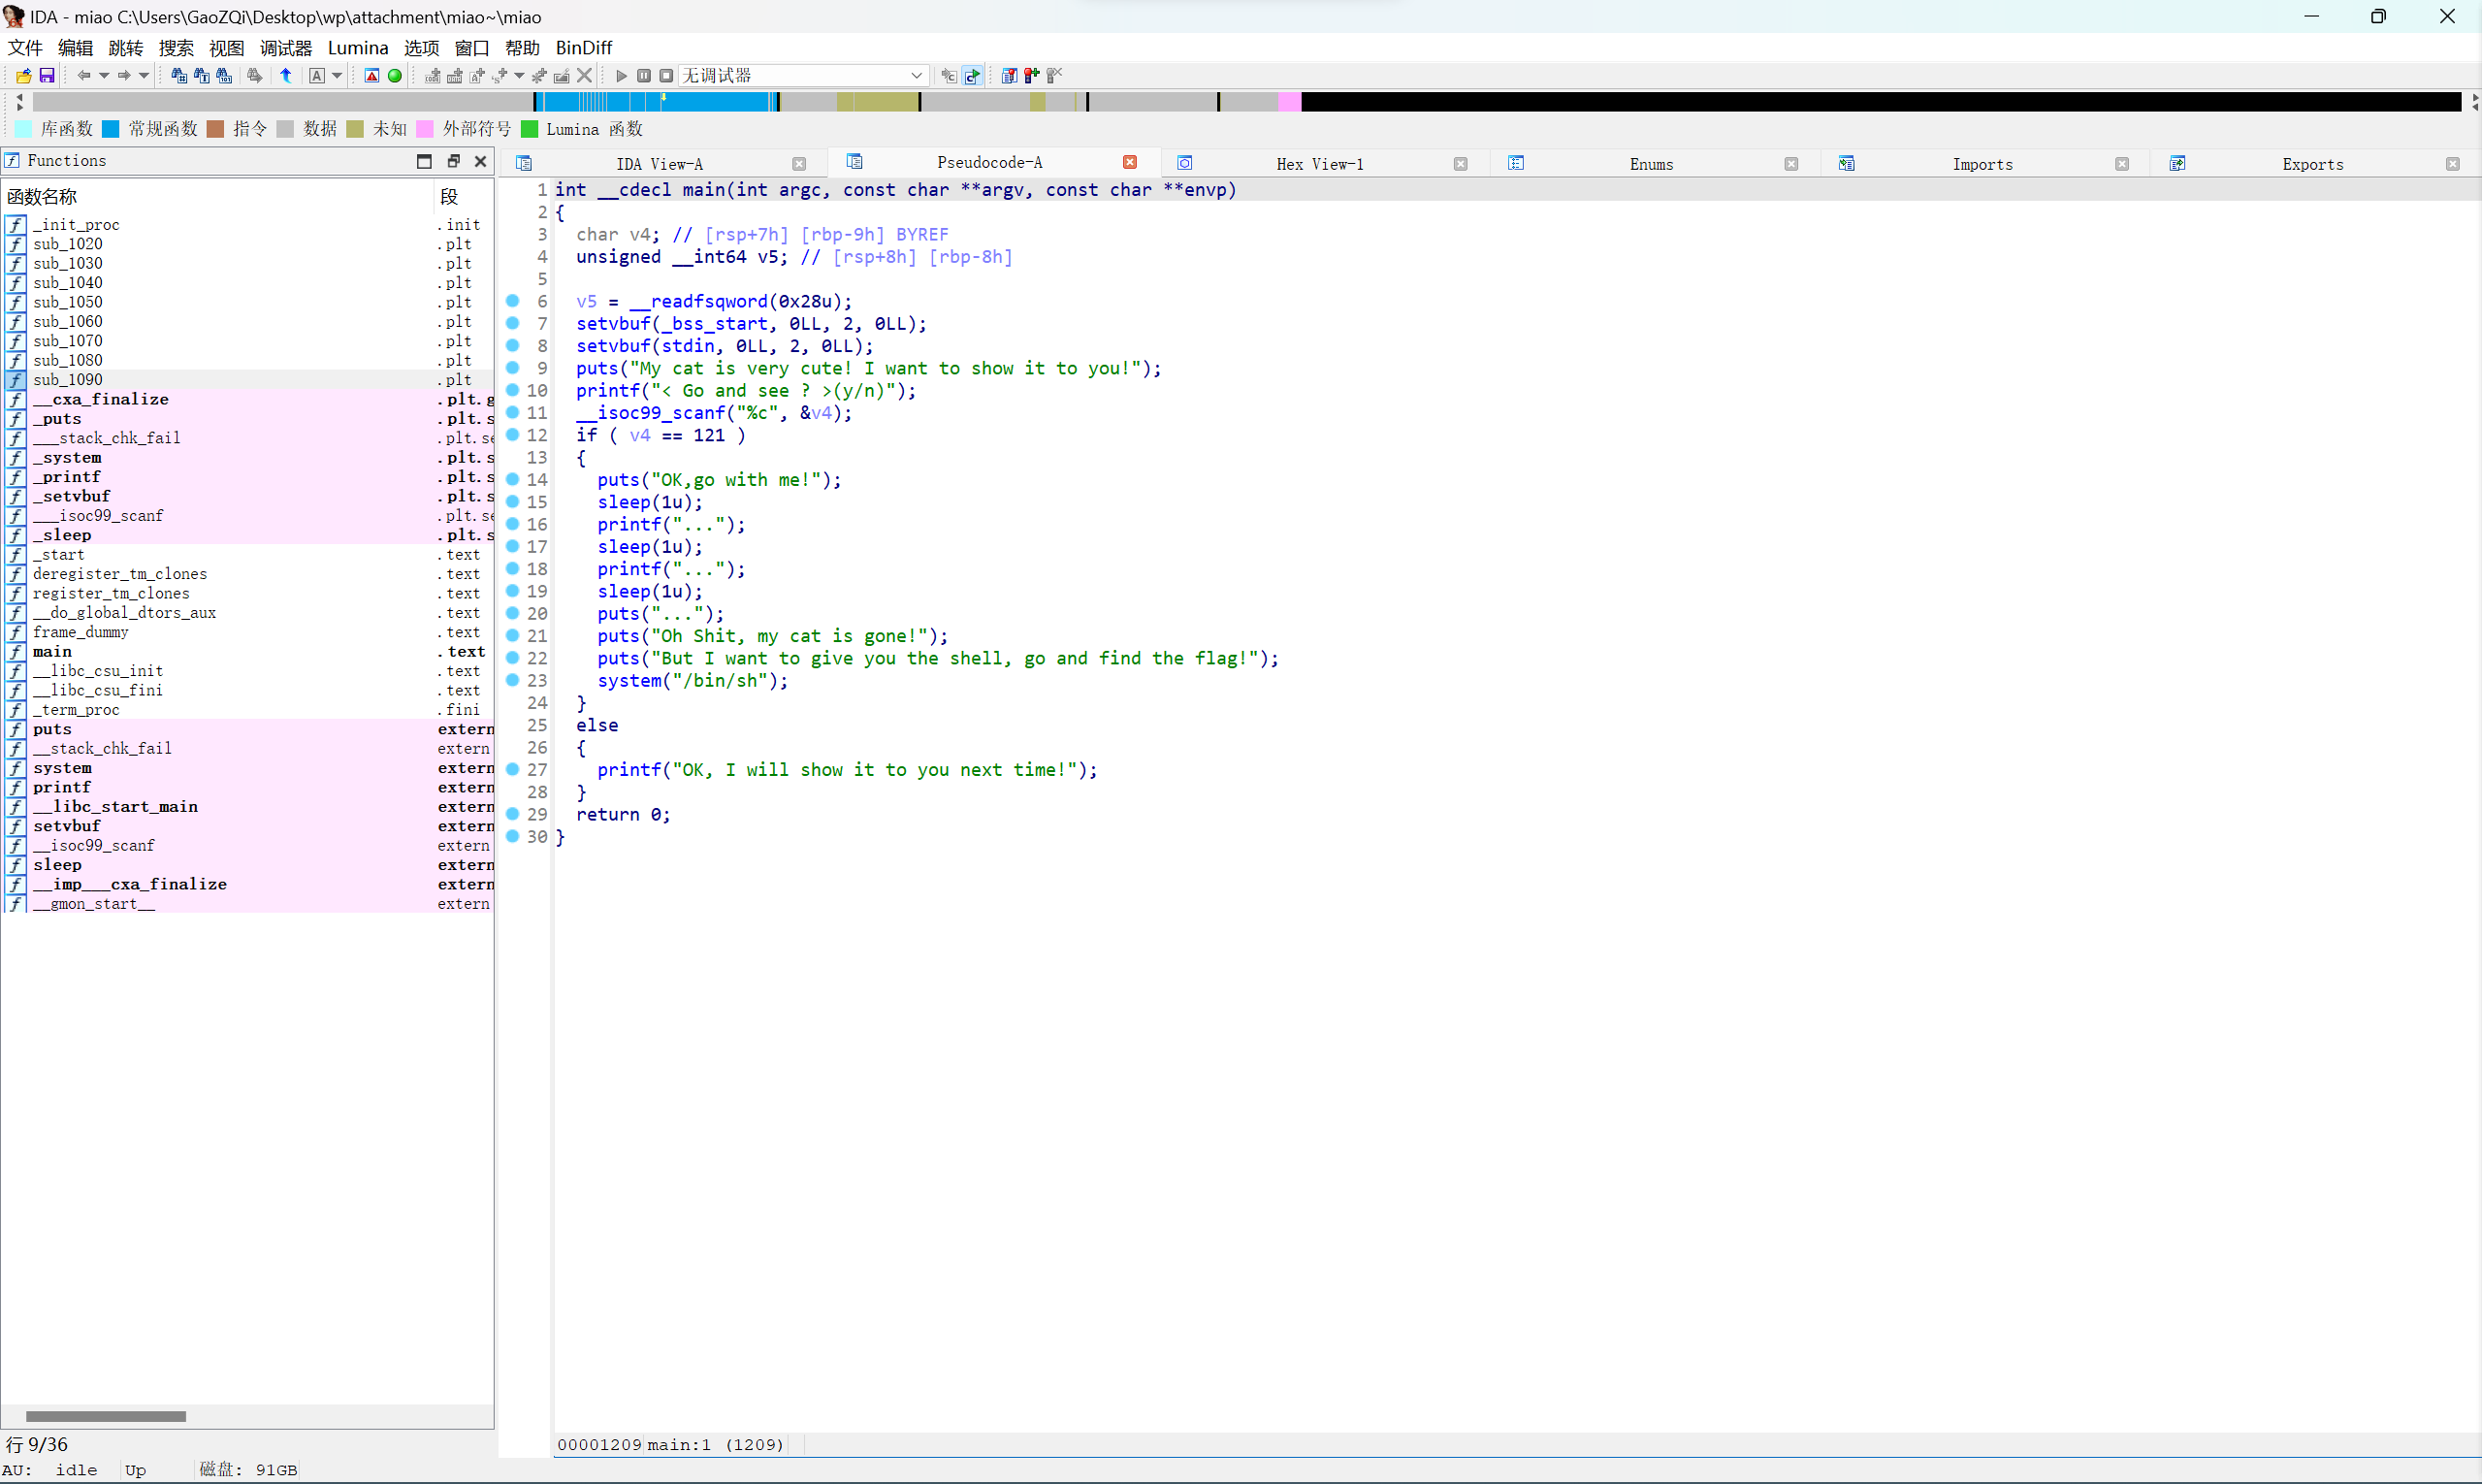 IDA - miao C:\Users\GaoZQi\Desktop\wp\attachment\miao~\miao
文件 编辑 跳转 搜索 视图 调试器 Lumina 选项 窗口 帮助 BinDiff
无调试器
库函数 常规函数 指令 数据 未知 外部符号 Lumina 函数
Functions
函数名称 段
_init_proc .init
sub_1020 .plt
sub_1030 .plt
sub_1040 .plt
sub_1050 .plt
sub_1060 .plt
sub_1070 .plt
sub_1080 .plt
sub_1090 .plt
__cxa_finalize .plt.g
_puts .plt.s
___stack_chk_fail .plt.se
_system .plt.s
_printf .plt.s
_setvbuf .plt.s
___isoc99_scanf .plt.se
_sleep .plt.s
_start .text
deregister_tm_clones .text
register_tm_clones .text
__do_global_dtors_aux .text
frame_dummy .text
main .text
__libc_csu_init .text
__libc_csu_fini .text
_term_proc .fini
puts extern
__stack_chk_fail extern
system extern
printf extern
__libc_start_main extern
setvbuf extern
__isoc99_scanf extern
sleep extern
__imp___cxa_finalize extern
__gmon_start__ extern
行 9/36
IDA View-A Pseudocode-A Hex View-1 Enums Imports Exports
1 int __cdecl main(int argc, const char **argv, const char **envp)
2 {
3 char v4; // [rsp+7h] [rbp-9h] BYREF
4 unsigned __int64 v5; // [rsp+8h] [rbp-8h]
5
6 v5 = __readfsqword(0x28u);
7 setvbuf(_bss_start, 0LL, 2, 0LL);
8 setvbuf(stdin, 0LL, 2, 0LL);
9 puts("My cat is very cute! I want to show it to you!");
10 printf("< Go and see ? >(y/n)");
11 __isoc99_scanf("%c", &v4);
12 if ( v4 == 121 )
13 {
14 puts("OK,go with me!");
15 sleep(1u);
16 printf("...");
17 sleep(1u);
18 printf("...");
19 sleep(1u);
20 puts("...");
21 puts("Oh Shit, my cat is gone!");
22 puts("But I want to give you the shell, go and find the flag!");
23 system("/bin/sh");
24 }
25 else
26 {
27 printf("OK, I will show it to you next time!");
28 }
29 return 0;
30 }
00001209 main:1 (1209)
AU: idle Up 磁盘: 91GB